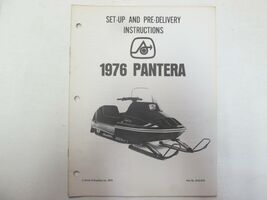 SET-UP AND PRE-DELIVERY
INSTRUCTIONS
1976 PANTERA